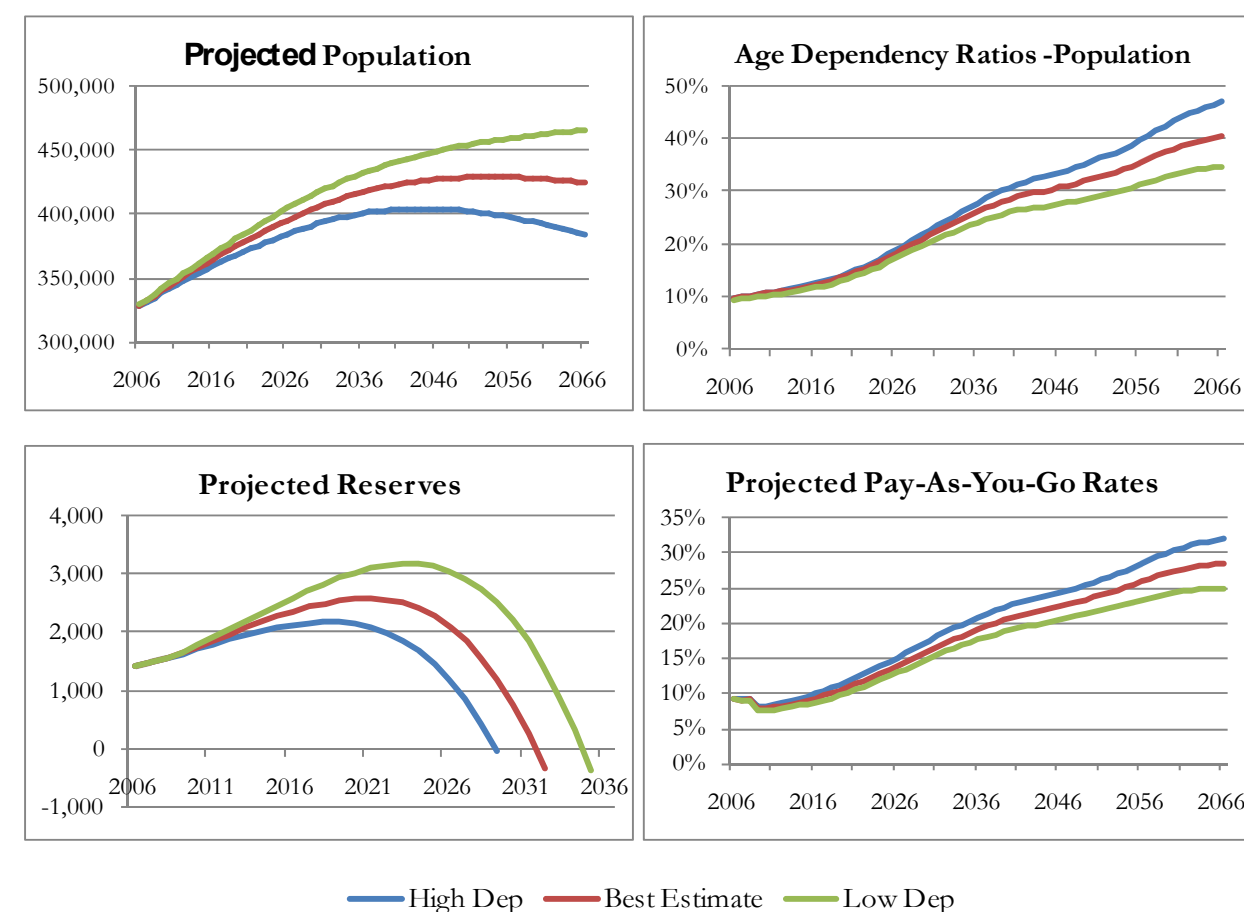 Projected Population
500,000
450,000
400,000
350,000
300,000
2006 2016 2026 2036 2046 2056 2066
Age Dependency Ratios -Population
50%
40%
30%
20%
10%
0%
2006 2016 2026 2036 2046 2056 2066
Projected Reserves
4,000
3,000
2,000
1,000
0
-1,000
2006 2011 2016 2021 2026 2031 2036
Projected Pay-As-You-Go Rates
35%
30%
25%
20%
15%
10%
5%
0%
2006 2016 2026 2036 2046 2056 2066
High Dep Best Estimate Low Dep